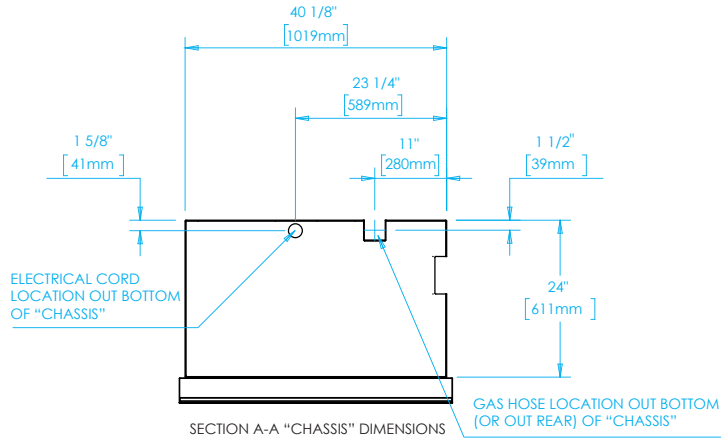 40 1/8"
[1019mm]
23 1/4"
[589mm]
1 5/8"
[41mm]
11"
[280mm]
1 1/2"
[39mm]
ELECTRICAL CORD
LOCATION OUT BOTTOM
OF “CHASSIS”
24"
[611mm]
GAS HOSE LOCATION OUT BOTTOM
(OR OUT REAR) OF “CHASSIS”
SECTION A-A “CHASSIS” DIMENSIONS